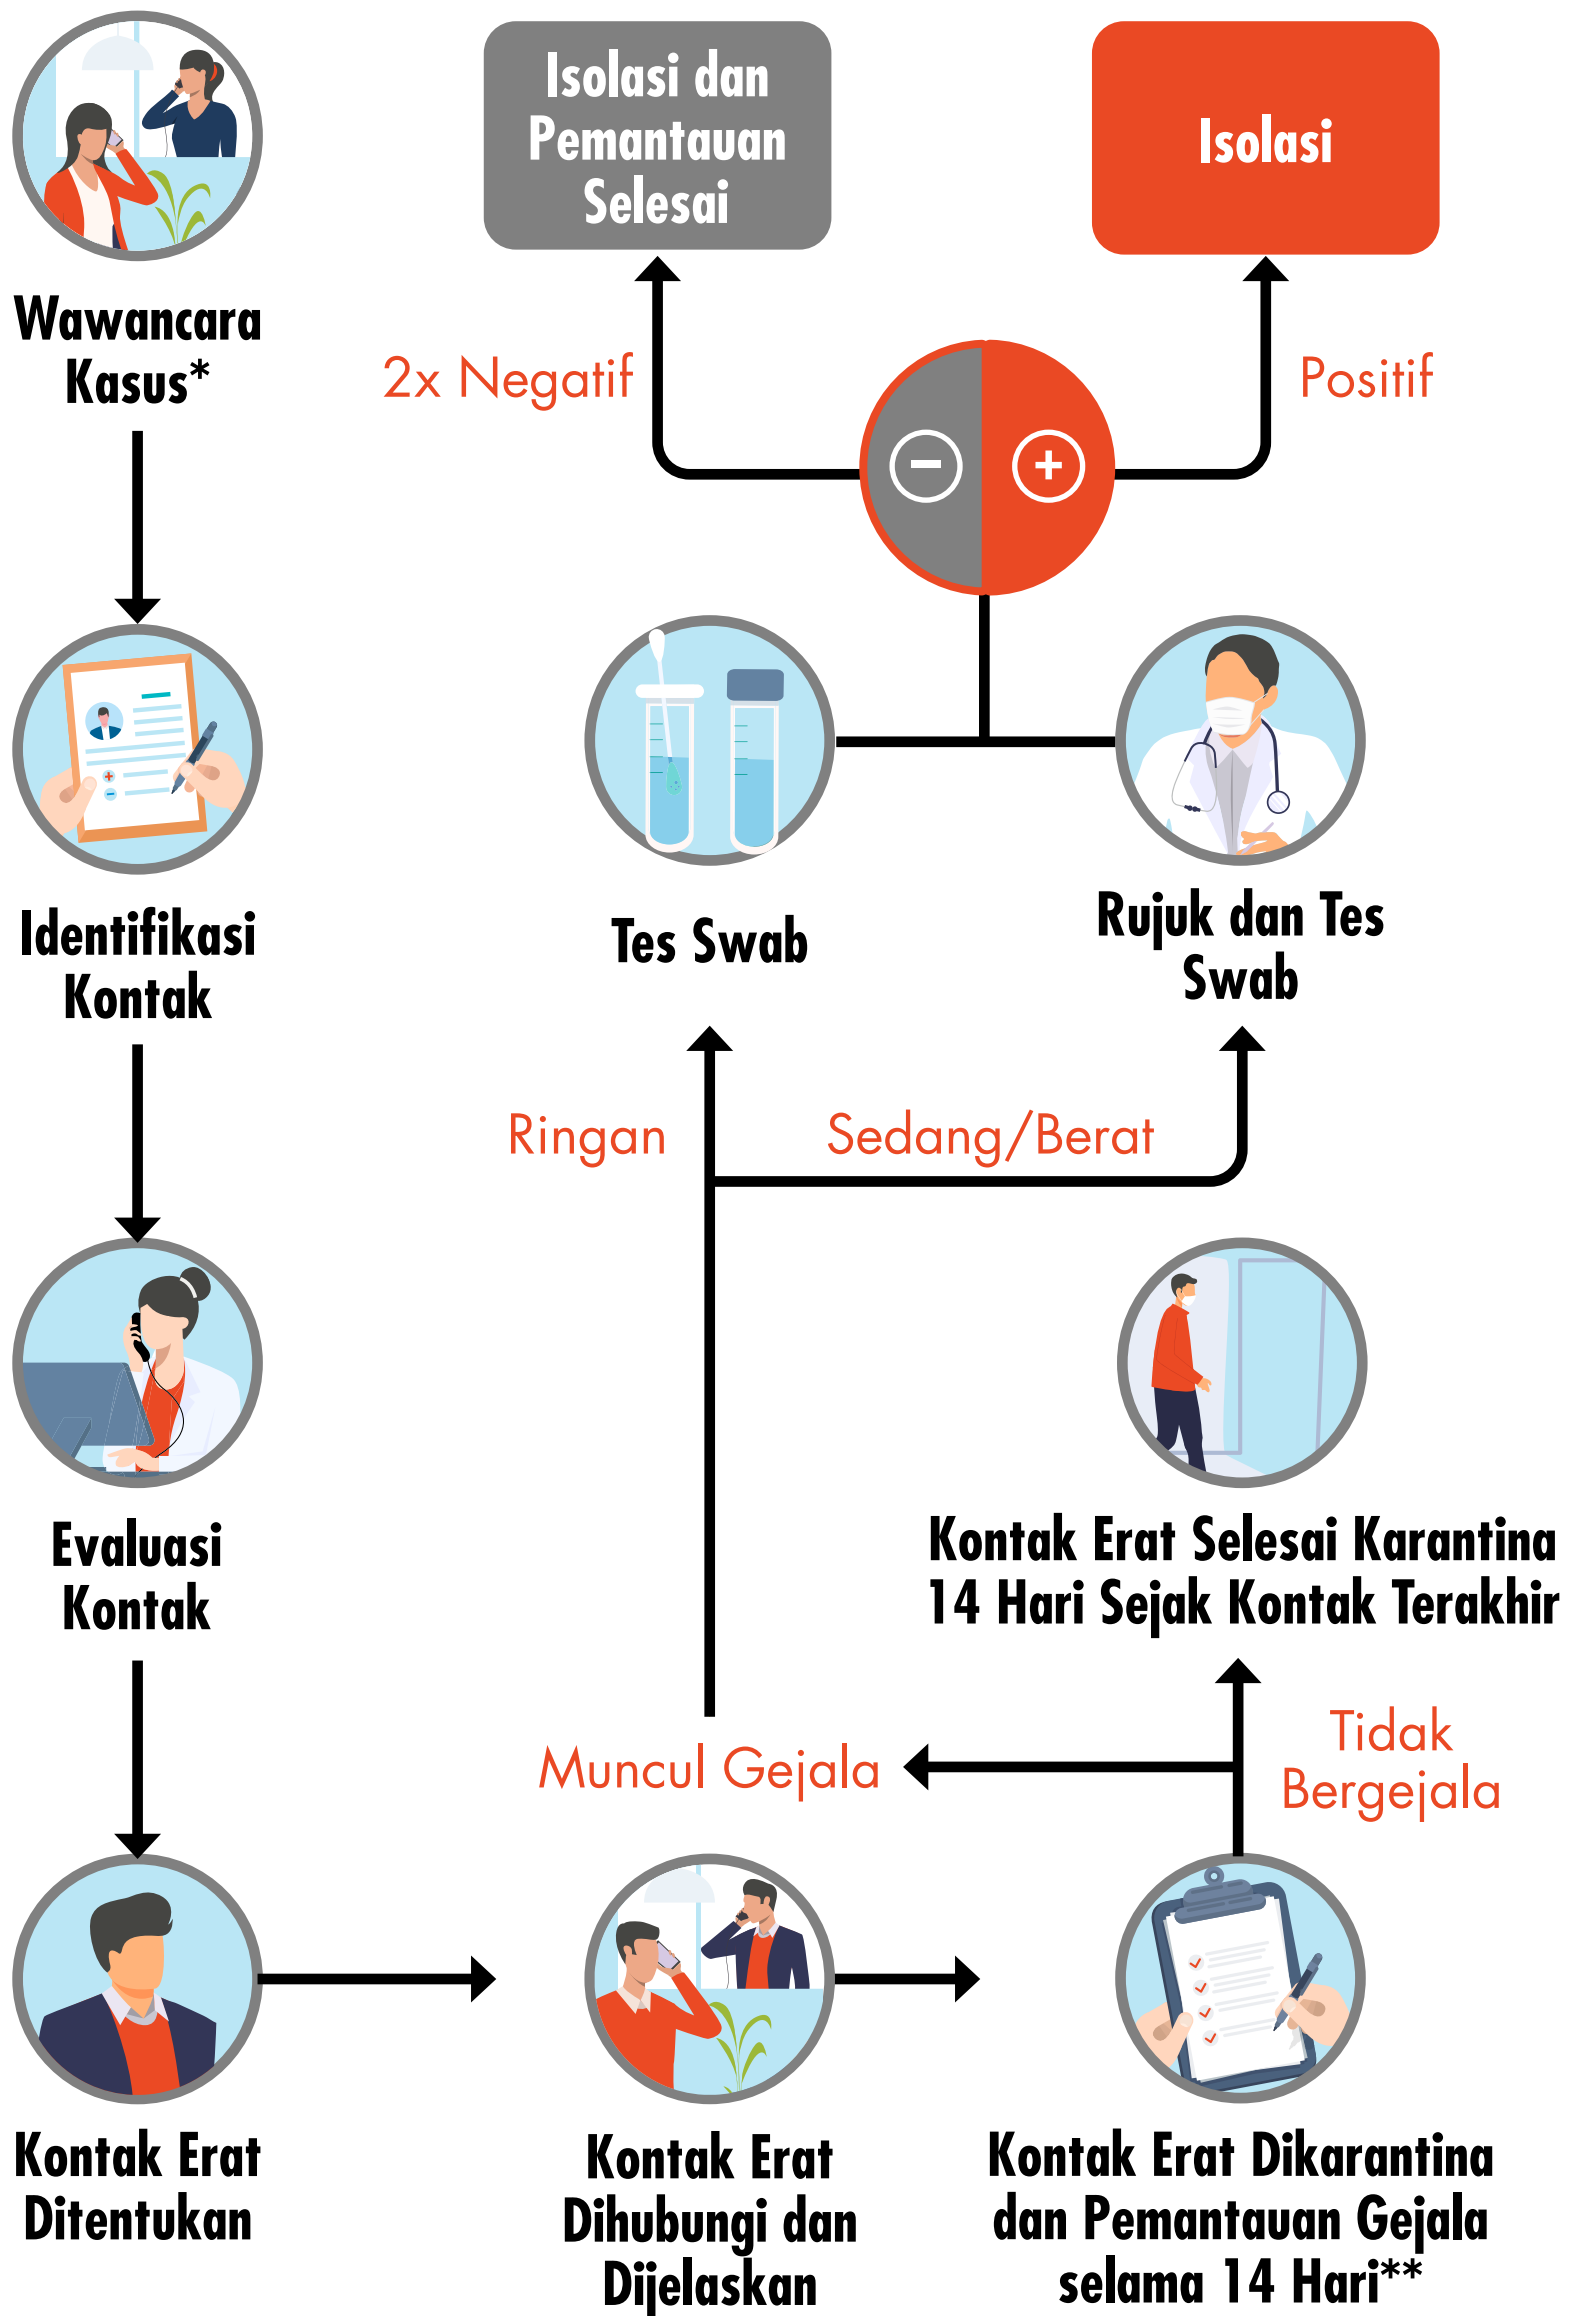 Isolasi dan
Pemantauan
Selesai
Isolasi
Wawancara
Kasus*
2x Negatif
Positif
Identifikasi
Kontak
Tes Swab
Rujuk dan Tes
Swab
Ringan
Sedang/Berat
Evaluasi
Kontak
Kontak Erat Selesai Karantina
14 Hari Sejak Kontak Terakhir
Muncul Gejala
Tidak
Bergejala
Kontak Erat
Ditentukan
Kontak Erat
Dihubungi dan
Dijelaskan
Kontak Erat Dikarantina
dan Pemantauan Gejala
selama 14 Hari**